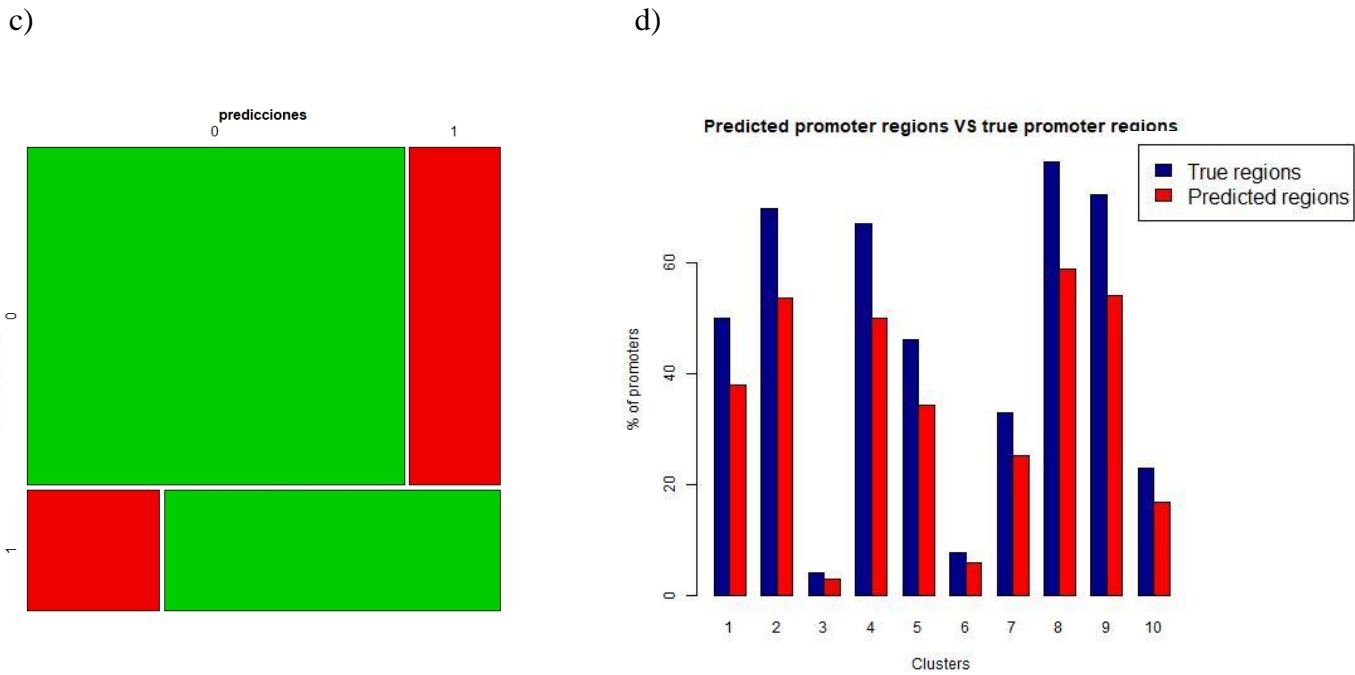 c)
d)
predicciones
0
1
0
1
Predicted promoter regions VS true promoter regions
True regions
Predicted regions
% of promoters
60
40
20
0
1 2 3 4 5 6 7 8 9 10
Clusters